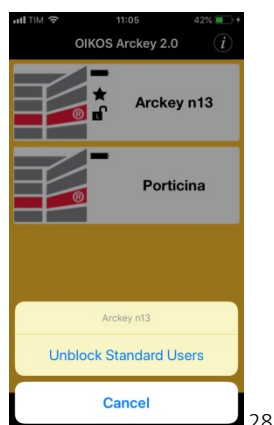 TIM 11:05 42%
OIKOS Arckey 2.0 i
Arckey n13
®
Porticina
®
Arckey n13
Unblock Standard Users
Cancel
28